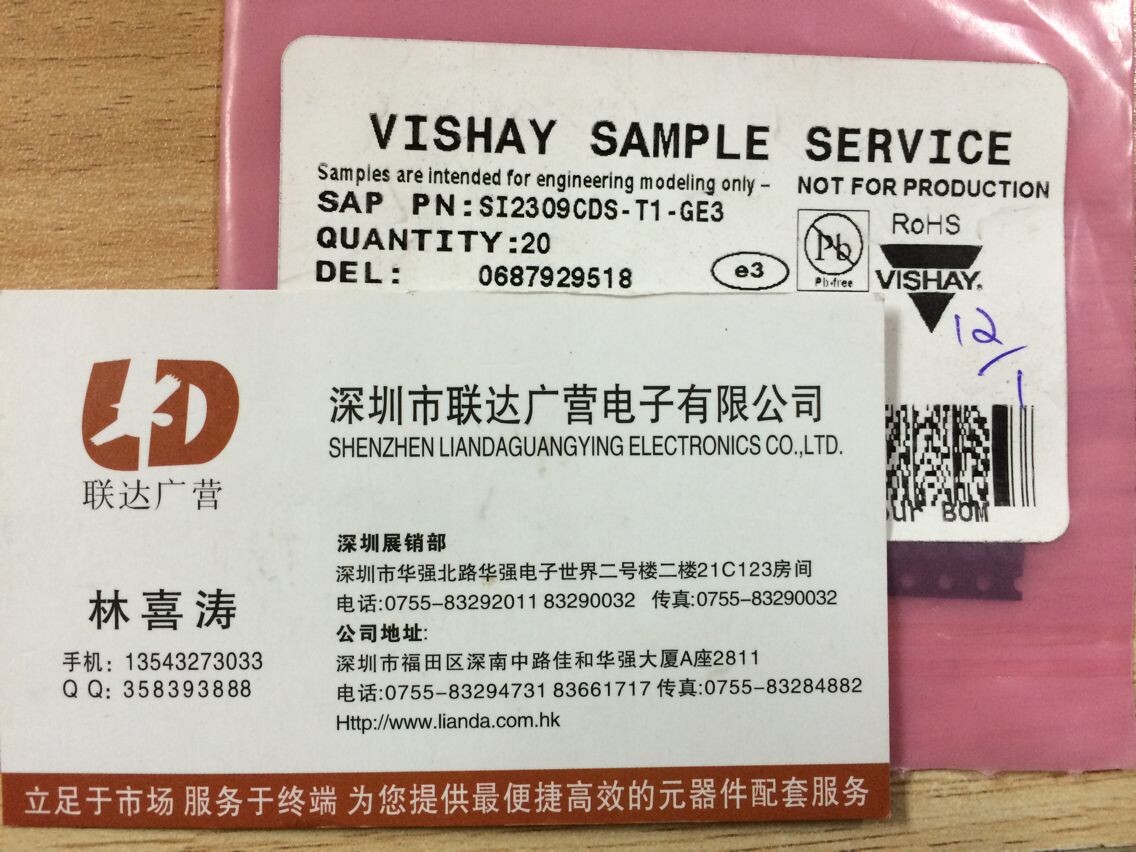 VISHAY SAMPLE SERVICE
Samples are intended for engineering modeling only –
NOT FOR PRODUCTION
SAP PN:SI2309CDS-T1-GE3
QUANTITY:20
DEL: 0687929518
e3
Pb
Pb-free
RoHS
VISHAY.
12/1
BOM
LD
联达广营
深圳市联达广营电子有限公司
SHENZHEN LIANDAGUANGYING ELECTRONICS CO.,LTD.
林喜涛
手机: 13543273033
QQ: 358393888
深圳展销部
深圳市华强北路华强电子世界二号楼二楼21C123房间
电话:0755-83292011 83290032 传真:0755-83290032
公司地址:
深圳市福田区深南中路佳和华强大厦A座2811
电话:0755-83294731 83661717 传真:0755-83284882
Http://www.lianda.com.hk
立足于市场 服务于终端 为您提供最便捷高效的元器件配套服务